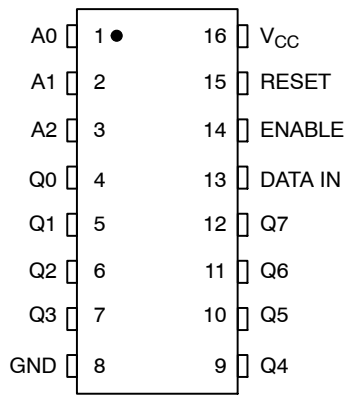 A0 1 16 VCC
A1 2 15 RESET
A2 3 14 ENABLE
Q0 4 13 DATA IN
Q1 5 12 Q7
Q2 6 11 Q6
Q3 7 10 Q5
GND 8 9 Q4